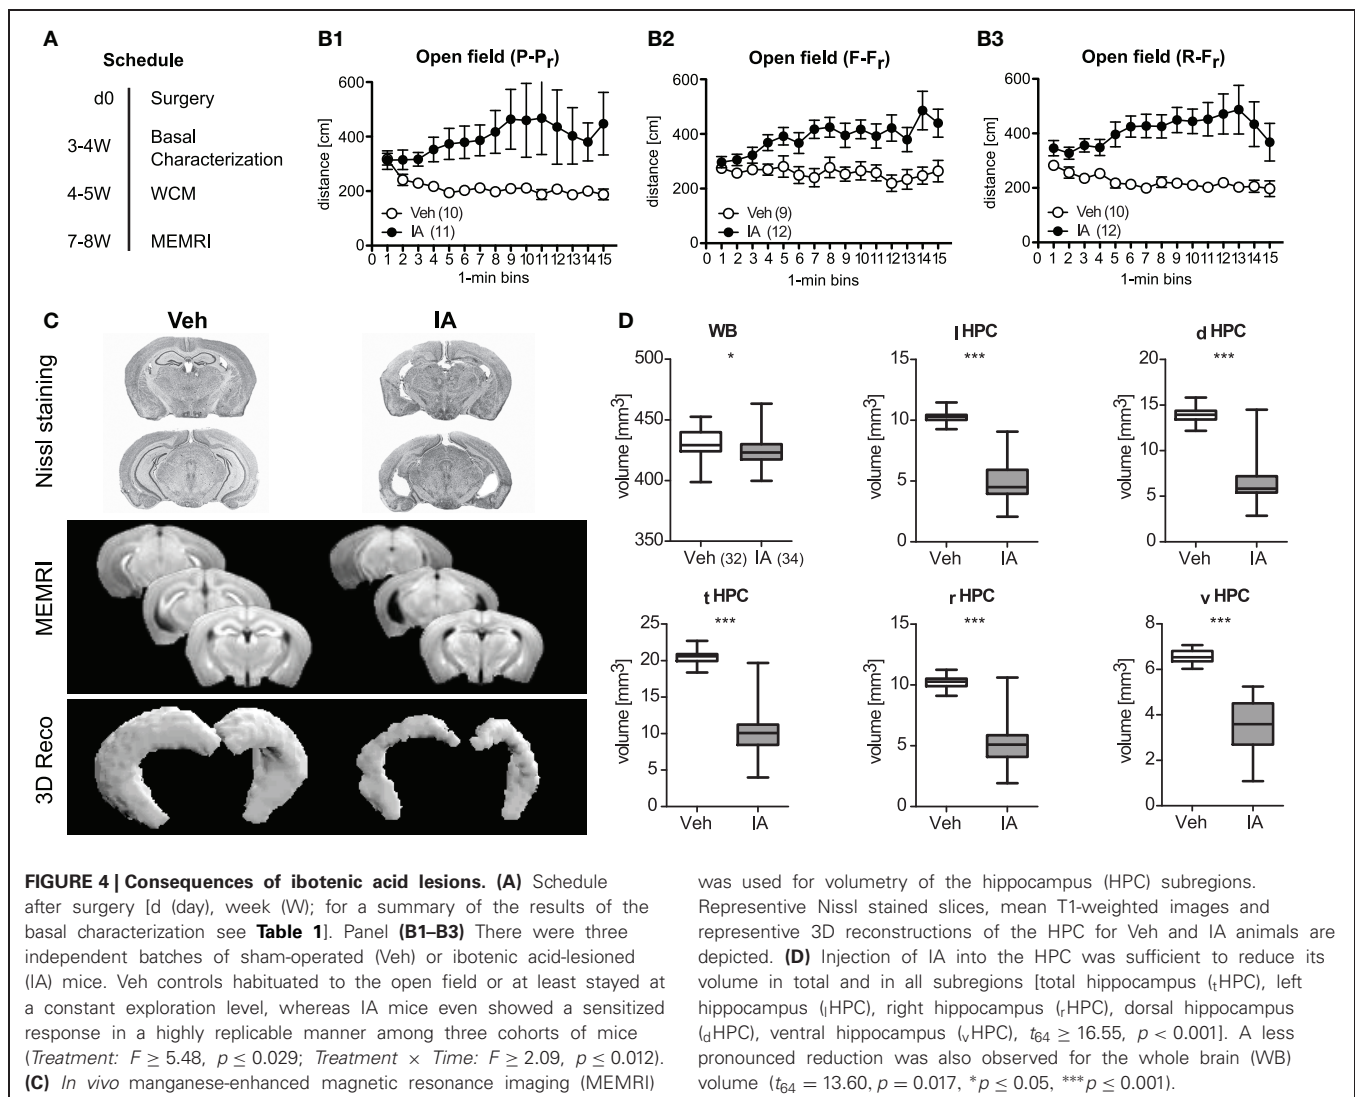 A
Schedule
d0 Surgery
3-4W Basal
Characterization
4-5W WCM
7-8W MEMRI
B1
Open field (P-Pr)
distance [cm]
600
400
200
0
Veh (10)
IA (11)
0 1 2 3 4 5 6 7 8 9 10 11 12 13 14 15
1-min bins
B2
Open field (F-Fr)
distance [cm]
600
400
200
0
Veh (9)
IA (12)
0 1 2 3 4 5 6 7 8 9 10 11 12 13 14 15
1-min bins
B3
Open field (R-Fr)
distance [cm]
600
400
200
0
Veh (10)
IA (12)
0 1 2 3 4 5 6 7 8 9 10 11 12 13 14 15
1-min bins
C
Veh IA
Nissl staining
MEMRI
3D Reco
D
WB
*
volume [mm3]
500
450
400
350
Veh (32) IA (34)
l HPC
***
volume [mm3]
15
10
5
0
Veh IA
d HPC
***
volume [mm3]
20
15
10
5
0
Veh IA
t HPC
***
volume [mm3]
25
20
15
10
5
0
Veh IA
r HPC
***
volume [mm3]
15
10
5
0
Veh IA
v HPC
***
volume [mm3]
8
6
4
2
0
Veh IA
FIGURE 4 | Consequences of ibotenic acid lesions. (A) Schedule
after surgery [d (day), week (W); for a summary of the results of the
basal characterization see Table 1]. Panel (B1–B3) There were three
independent batches of sham-operated (Veh) or ibotenic acid-lesioned
(IA) mice. Veh controls habituated to the open field or at least stayed at
a constant exploration level, whereas IA mice even showed a sensitized
response in a highly replicable manner among three cohorts of mice
(Treatment: F ≥ 5.48, p ≤ 0.029; Treatment × Time: F ≥ 2.09, p ≤ 0.012).
(C) In vivo manganese-enhanced magnetic resonance imaging (MEMRI)
was used for volumetry of the hippocampus (HPC) subregions.
Representive Nissl stained slices, mean T1-weighted images and
representive 3D reconstructions of the HPC for Veh and IA animals are
depicted. (D) Injection of IA into the HPC was sufficient to reduce its
volume in total and in all subregions [total hippocampus (tHPC), left
hippocampus (lHPC), right hippocampus (rHPC), dorsal hippocampus
(dHPC), ventral hippocampus (vHPC), t64 ≥ 16.55, p < 0.001]. A less
pronounced reduction was also observed for the whole brain (WB)
volume (t64 = 13.60, p = 0.017, *p ≤ 0.05, ***p ≤ 0.001).